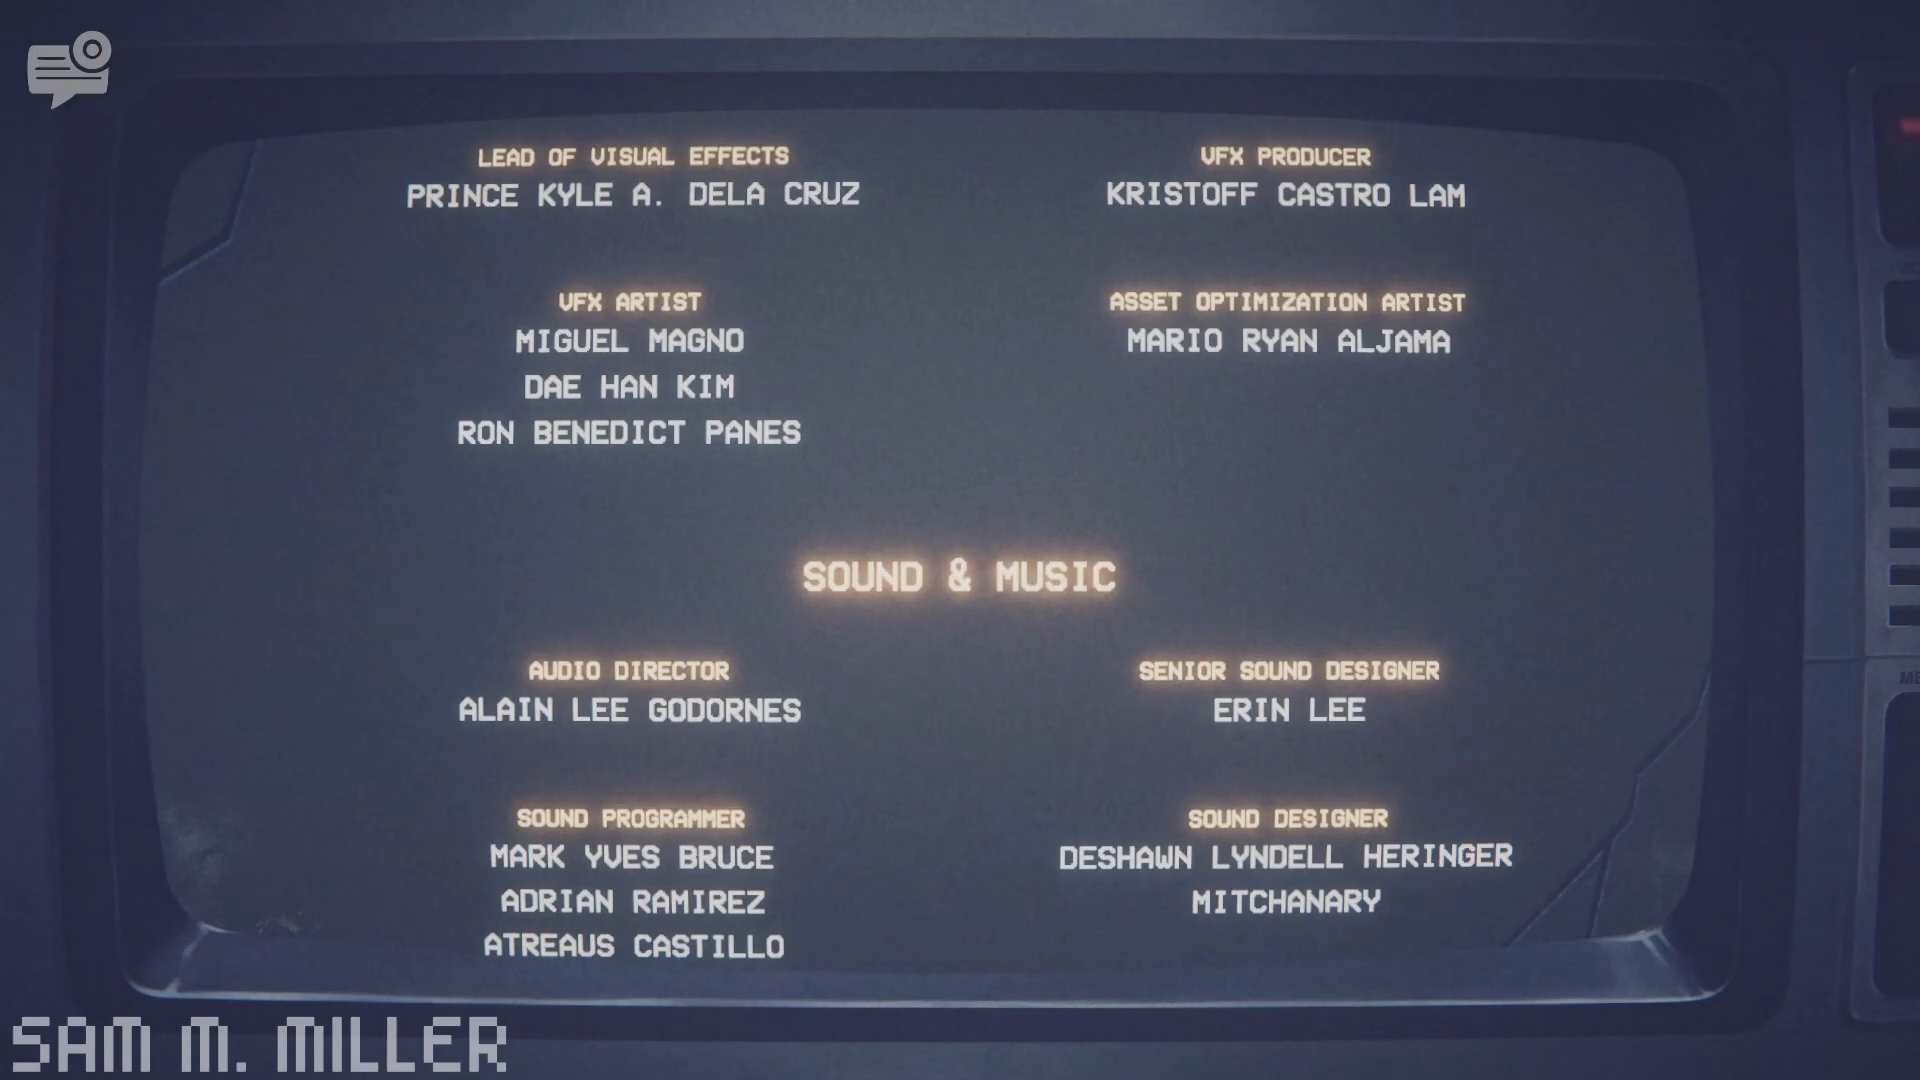 LEAD OF VISUAL EFFECTS
PRINCE KYLE A. DELA CRUZ
VFX PRODUCER
KRISTOFF CASTRO LAM
VFX ARTIST
MIGUEL MAGNO
DAE HAN KIM
RON BENEDICT PANES
ASSET OPTIMIZATION ARTIST
MARIO RYAN ALJAMA
SOUND & MUSIC
AUDIO DIRECTOR
ALAIN LEE GODORNES
SENIOR SOUND DESIGNER
ERIN LEE
SOUND PROGRAMMER
MARK YVES BRUCE
ADRIAN RAMIREZ
ATREAUS CASTILLO
SOUND DESIGNER
DESHAWN LYNDELL HERINGER
MITCHANARY
SAM M. MILLER